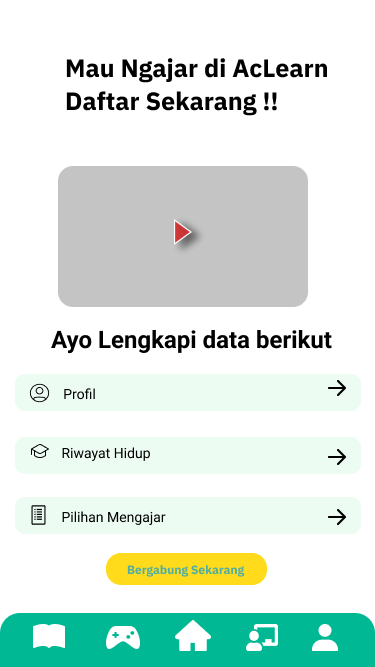 Mau Ngajar di AcLearn
Daftar Sekarang !!
Ayo Lengkapi data berikut
Profil
Riwayat Hidup
Pilihan Mengajar
Bergabung Sekarang